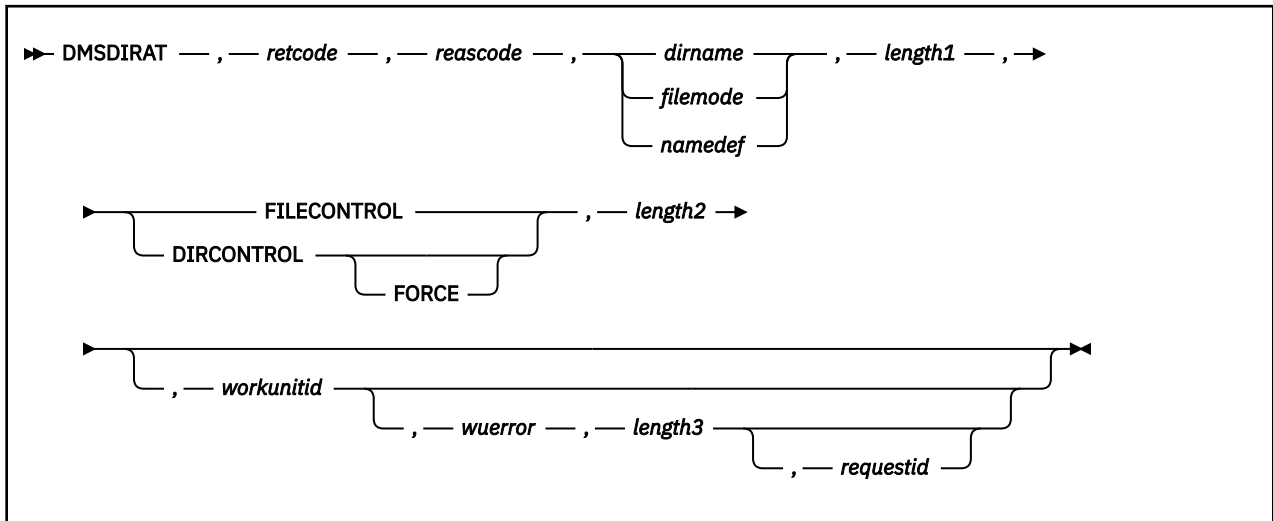 DMSDIRAT , retcode , reascode , dirname , length1 ,
filemode
namedef
FILECONTROL , length2
DIRCONTROL
FORCE
, workunitid
, wuerror , length3
, requestid